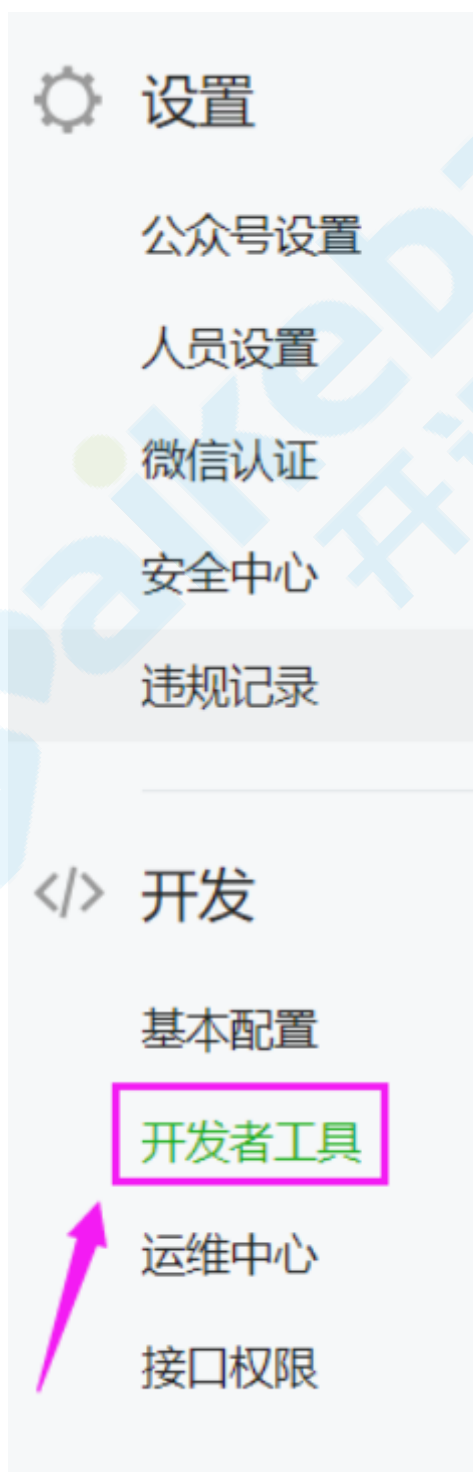 设置
公众号设置
人员设置
微信认证
安全中心
违规记录
</> 开发
基本配置
开发者工具
运维中心
接口权限